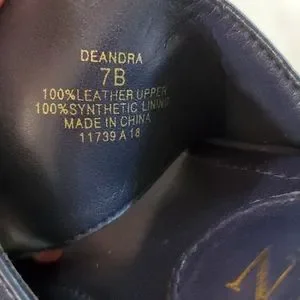 DEANDRA
7B
100%LEATHER UPPER
100%SYNTHETIC LINING
MADE IN CHINA
11739 A 18
N